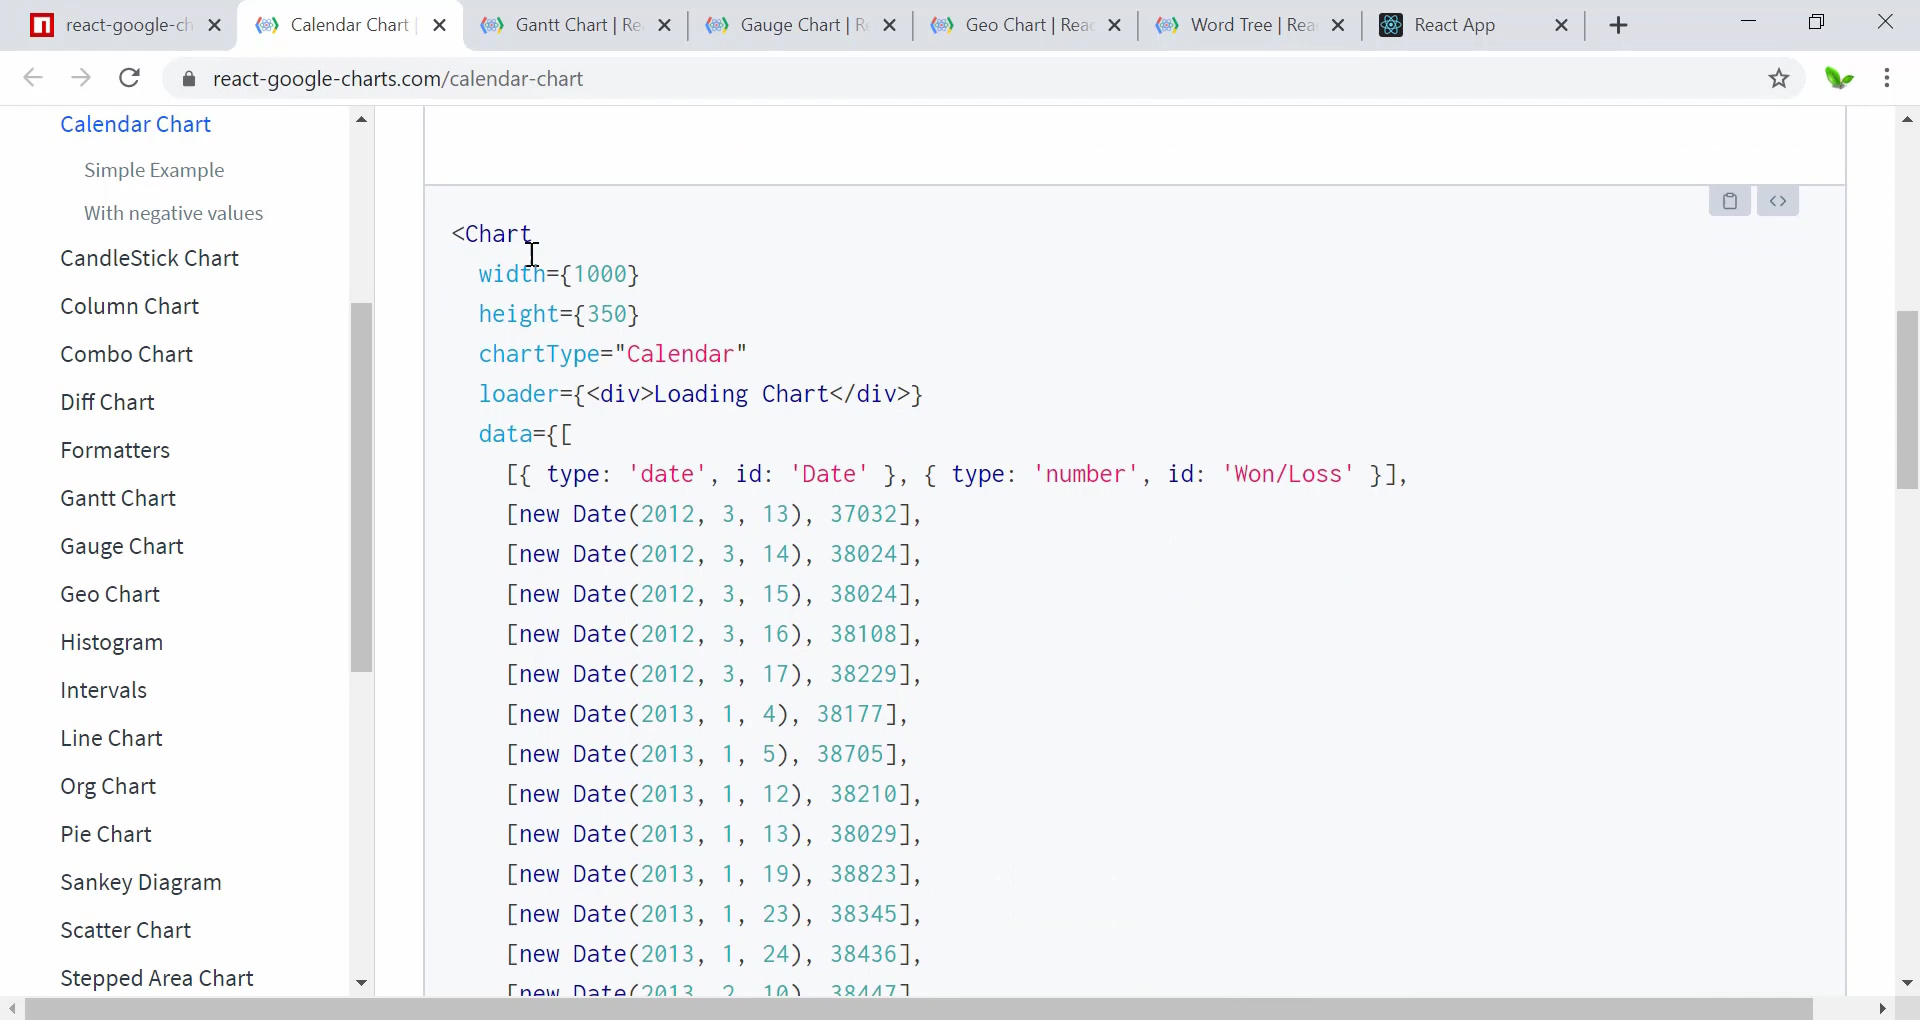 react-google-ch
Calendar Chart
Gantt Chart | Re
Gauge Chart | R
Geo Chart | Reac
Word Tree | Rea
React App
react-google-charts.com/calendar-chart
Calendar Chart
Simple Example
With negative values
CandleStick Chart
Column Chart
Combo Chart
Diff Chart
Formatters
Gantt Chart
Gauge Chart
Geo Chart
Histogram
Intervals
Line Chart
Org Chart
Pie Chart
Sankey Diagram
Scatter Chart
Stepped Area Chart
<Chart
width={1000}
height={350}
chartType="Calendar"
loader={<div>Loading Chart</div>}
data={[
[{ type: 'date', id: 'Date' }, { type: 'number', id: 'Won/Loss' }],
[new Date(2012, 3, 13), 37032],
[new Date(2012, 3, 14), 38024],
[new Date(2012, 3, 15), 38024],
[new Date(2012, 3, 16), 38108],
[new Date(2012, 3, 17), 38229],
[new Date(2013, 1, 4), 38177],
[new Date(2013, 1, 5), 38705],
[new Date(2013, 1, 12), 38210],
[new Date(2013, 1, 13), 38029],
[new Date(2013, 1, 19), 38823],
[new Date(2013, 1, 23), 38345],
[new Date(2013, 1, 24), 38436],
[new Date(2013, 2, 10), 38447]